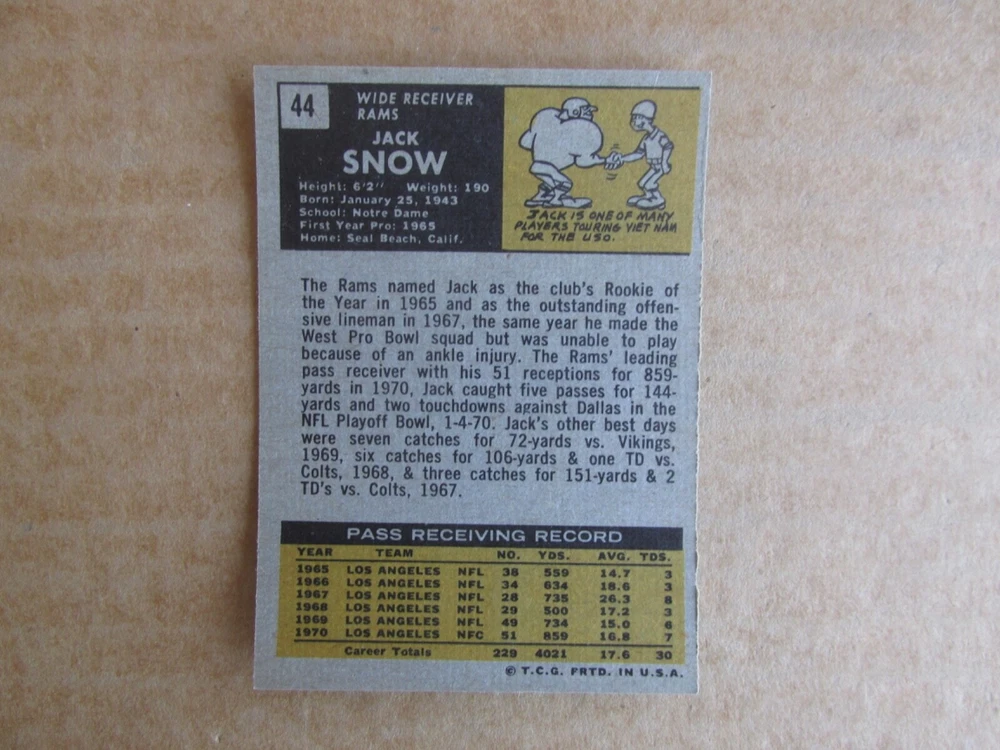 44
WIDE RECEIVER
RAMS
JACK
SNOW
Height: 6'2" Weight: 190
Born: January 25, 1943
School: Notre Dame
First Year Pro: 1965
Home: Seal Beach, Calif.
JACK IS ONE OF MANY
PLAYERS TOURING VIET NAM
FOR THE USO.
The Rams named Jack as the club's Rookie of
the Year in 1965 and as the outstanding offen-
sive lineman in 1967, the same year he made the
West Pro Bowl squad but was unable to play
because of an ankle injury. The Rams' leading
pass receiver with his 51 receptions for 859-
yards in 1970, Jack caught five passes for 144-
yards and two touchdowns against Dallas in the
NFL Playoff Bowl, 1-4-70. Jack's other best days
were seven catches for 72-yards vs. Vikings,
1969, six catches for 106-yards & one TD vs.
Colts, 1968, & three catches for 151-yards & 2
TD's vs. Colts, 1967.
PASS RECEIVING RECORD
YEAR TEAM NO. YDS. AVG. TDS.
1965 LOS ANGELES NFL 38 559 14.7 3
1966 LOS ANGELES NFL 34 634 18.6 3
1967 LOS ANGELES NFL 28 735 26.3 8
1968 LOS ANGELES NFL 29 500 17.2 3
1969 LOS ANGELES NFL 49 734 15.0 6
1970 LOS ANGELES NFC 51 859 16.8 7
Career Totals 229 4021 17.6 30
© T.C.G. PRTD. IN U.S.A.